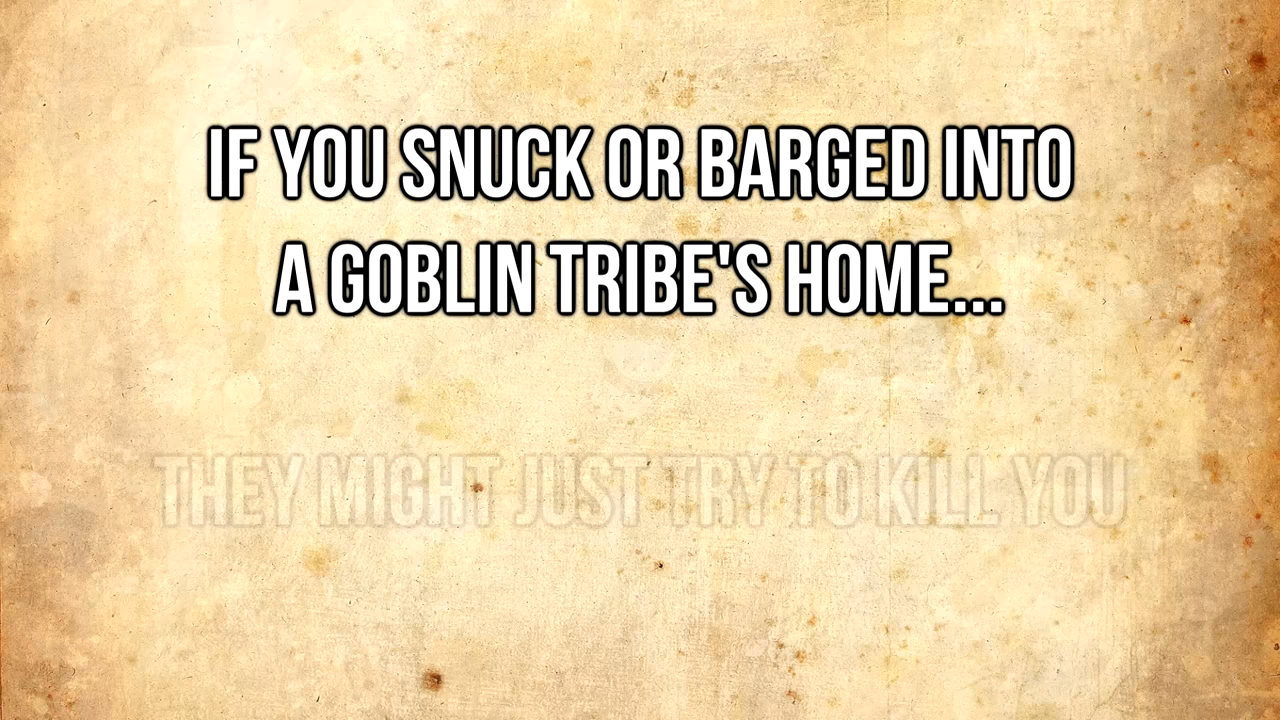 IF YOU SNUCK OR BARGED INTO
A GOBLIN TRIBE'S HOME...
THEY MIGHT JUST TRY TO KILL YOU